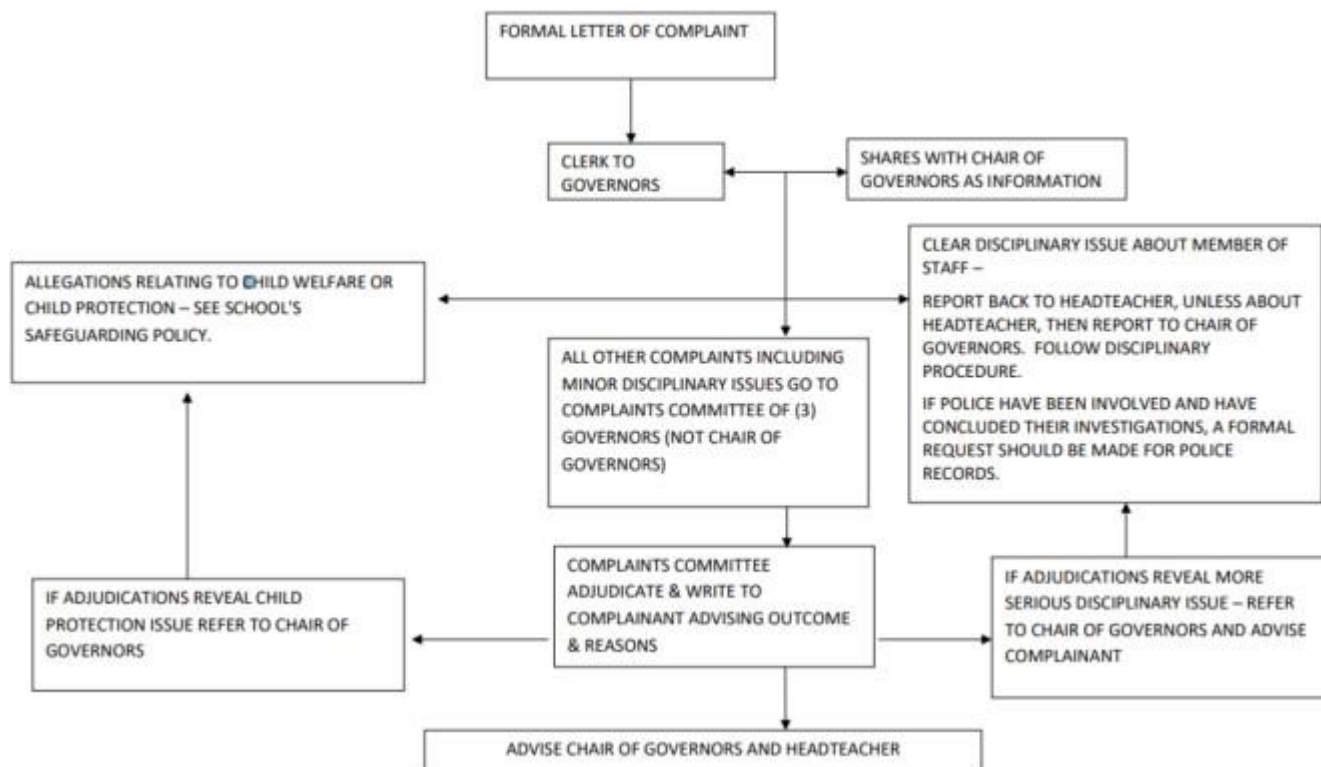 FORMAL LETTER OF COMPLAINT
CLERK TO
GOVERNORS
SHARES WITH CHAIR OF
GOVERNORS AS INFORMATION
ALLEGATIONS RELATING TO CHILD WELFARE OR
CHILD PROTECTION – SEE SCHOOL'S
SAFEGUARDING POLICY.
CLEAR DISCIPLINARY ISSUE ABOUT MEMBER OF
STAFF –
REPORT BACK TO HEADTEACHER, UNLESS ABOUT
HEADTEACHER, THEN REPORT TO CHAIR OF
GOVERNORS. FOLLOW DISCIPLINARY
PROCEDURE.
IF POLICE HAVE BEEN INVOLVED AND HAVE
CONCLUDED THEIR INVESTIGATIONS, A FORMAL
REQUEST SHOULD BE MADE FOR POLICE
RECORDS.
ALL OTHER COMPLAINTS INCLUDING
MINOR DISCIPLINARY ISSUES GO TO
COMPLAINTS COMMITTEE OF (3)
GOVERNORS (NOT CHAIR OF
GOVERNORS)
IF ADJUDICATIONS REVEAL CHILD
PROTECTION ISSUE REFER TO CHAIR OF
GOVERNORS
COMPLAINTS COMMITTEE
ADJUDICATE & WRITE TO
COMPLAINANT ADVISING OUTCOME
& REASONS
IF ADJUDICATIONS REVEAL MORE
SERIOUS DISCIPLINARY ISSUE – REFER
TO CHAIR OF GOVERNORS AND ADVISE
COMPLAINANT
ADVISE CHAIR OF GOVERNORS AND HEADTEACHER